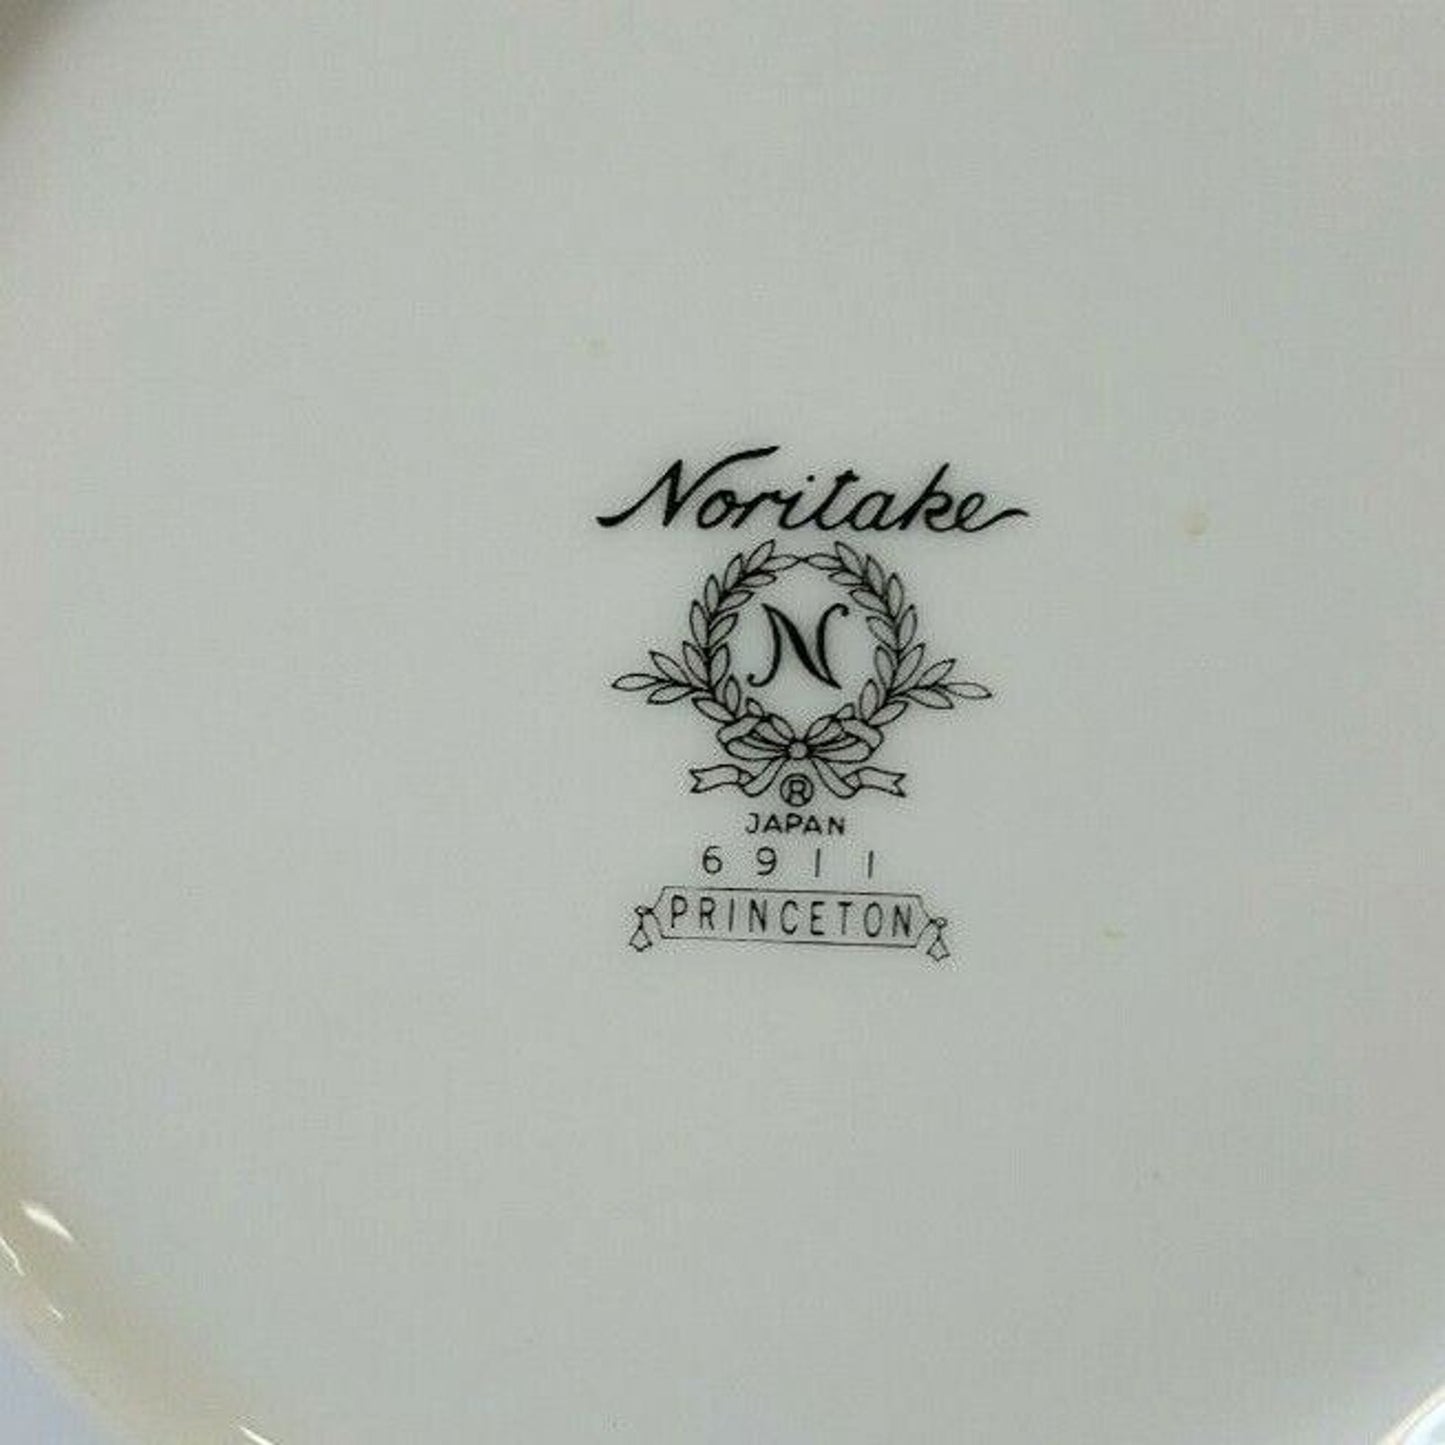 Noritake
N
®
JAPAN
6911
PRINCETON